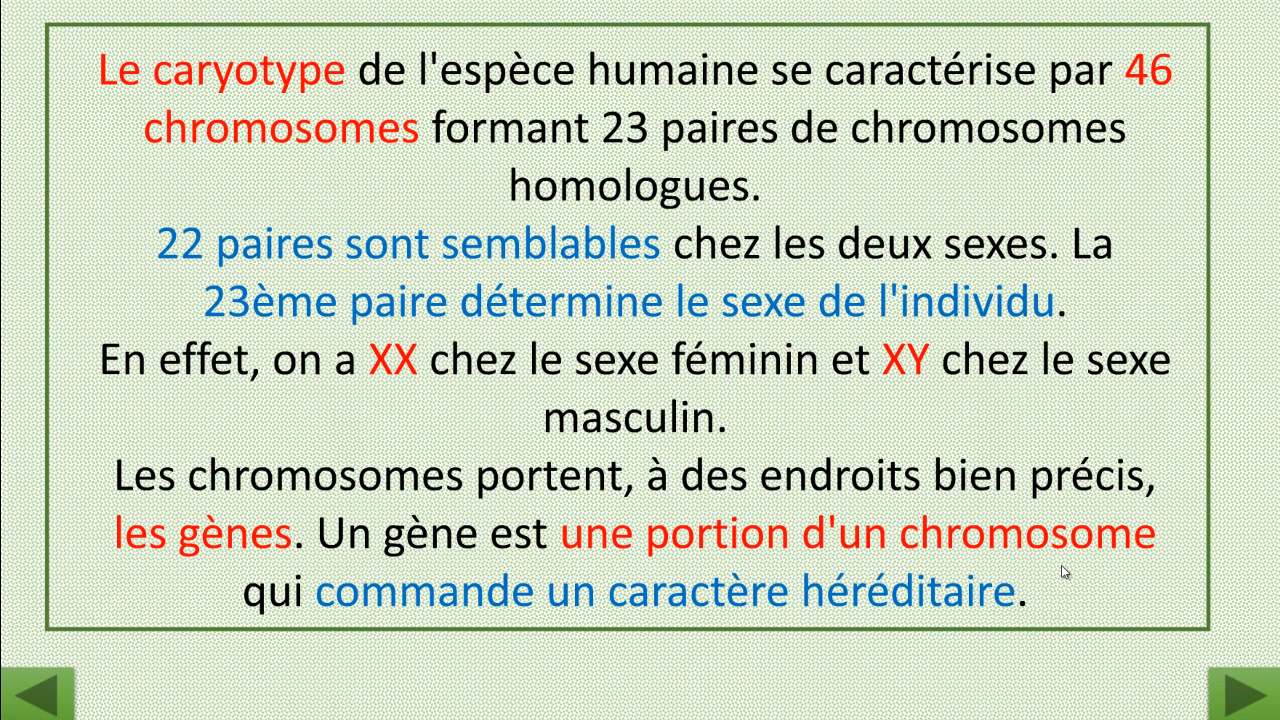 Le caryotype de l'espèce humaine se caractérise par 46
chromosomes formant 23 paires de chromosomes
homologues.
22 paires sont semblables chez les deux sexes. La
23ème paire détermine le sexe de l'individu.
En effet, on a XX chez le sexe féminin et XY chez le sexe
masculin.
Les chromosomes portent, à des endroits bien précis,
les gènes. Un gène est une portion d'un chromosome
qui commande un caractère héréditaire.